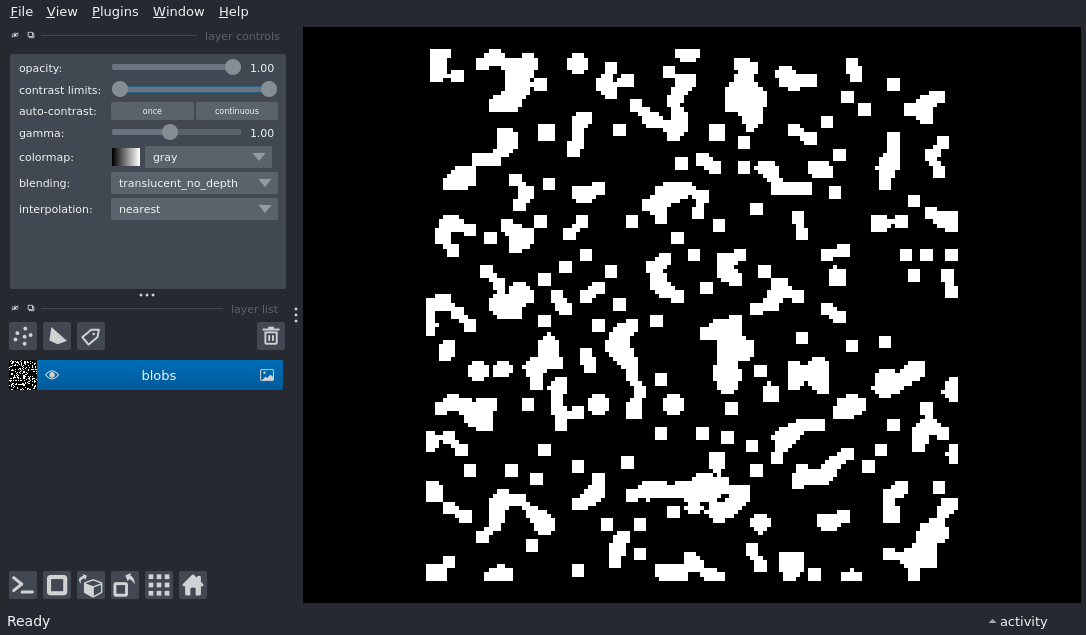 File View Plugins Window Help
layer controls
opacity: 1.00
contrast limits:
auto-contrast: once continuous
gamma: 1.00
colormap: gray
blending: translucent_no_depth
interpolation: nearest
layer list
blobs
Ready
activity